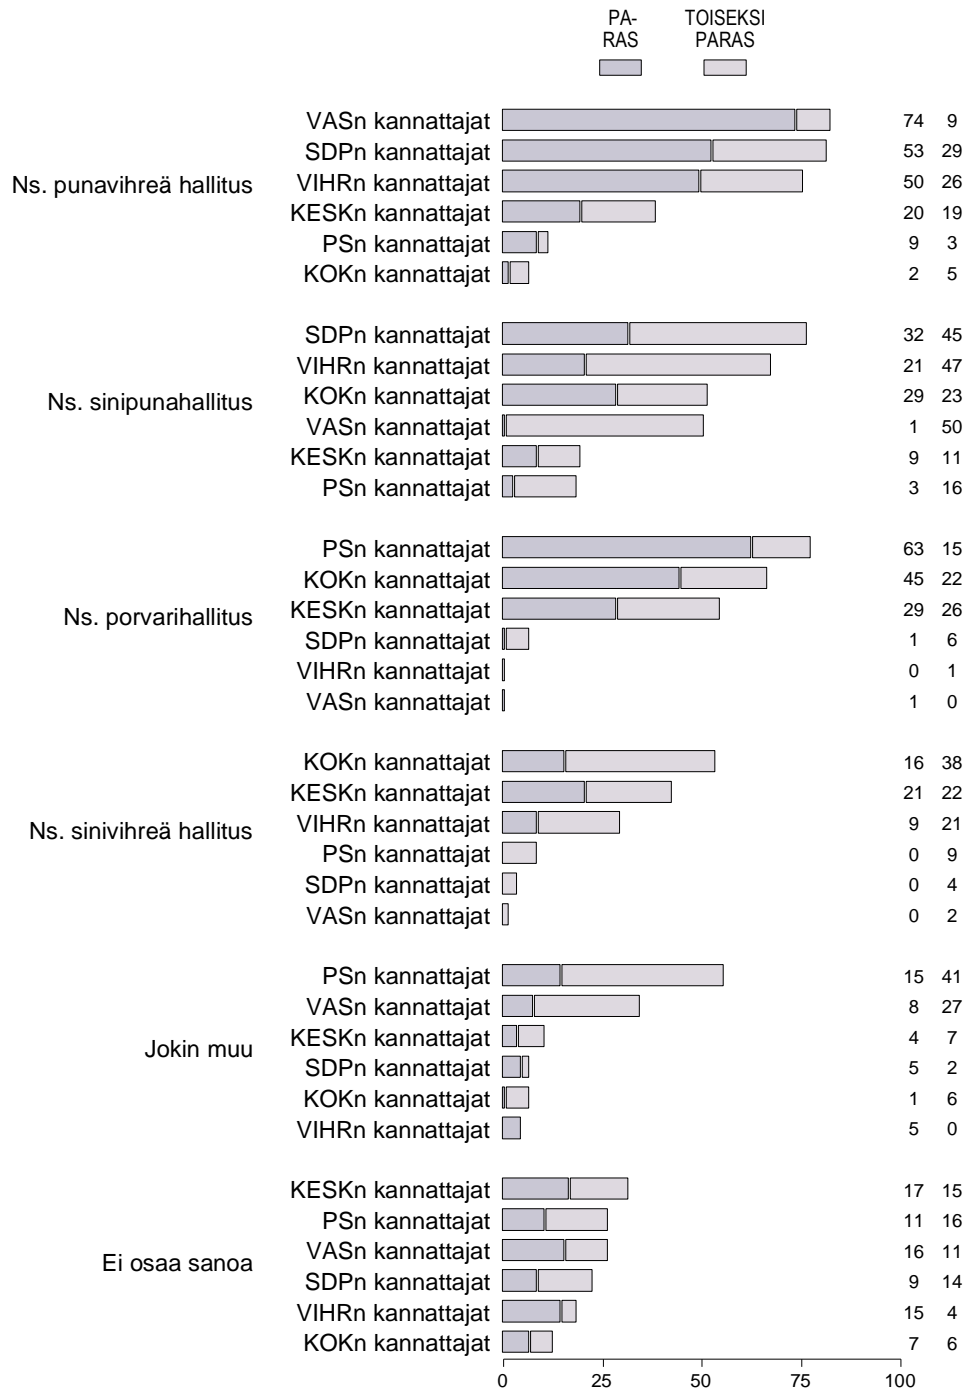 PA-
RAS
TOISEKSI
PARAS
VASn kannattajat 74 9
SDPn kannattajat 53 29
Ns. punavihreä hallitus VIHRn kannattajat 50 26
KESKn kannattajat 20 19
PSn kannattajat 9 3
KOKn kannattajat 2 5
SDPn kannattajat 32 45
VIHRn kannattajat 21 47
Ns. sinipunahallitus KOKn kannattajat 29 23
VASn kannattajat 1 50
KESKn kannattajat 9 11
PSn kannattajat 3 16
PSn kannattajat 63 15
KOKn kannattajat 45 22
Ns. porvarihallitus KESKn kannattajat 29 26
SDPn kannattajat 1 6
VIHRn kannattajat 0 1
VASn kannattajat 1 0
KOKn kannattajat 16 38
KESKn kannattajat 21 22
Ns. sinivihreä hallitus VIHRn kannattajat 9 21
PSn kannattajat 0 9
SDPn kannattajat 0 4
VASn kannattajat 0 2
PSn kannattajat 15 41
VASn kannattajat 8 27
Jokin muu KESKn kannattajat 4 7
SDPn kannattajat 5 2
KOKn kannattajat 1 6
VIHRn kannattajat 5 0
KESKn kannattajat 17 15
PSn kannattajat 11 16
Ei osaa sanoa VASn kannattajat 16 11
SDPn kannattajat 9 14
VIHRn kannattajat 15 4
KOKn kannattajat 7 6
0 25 50 75 100